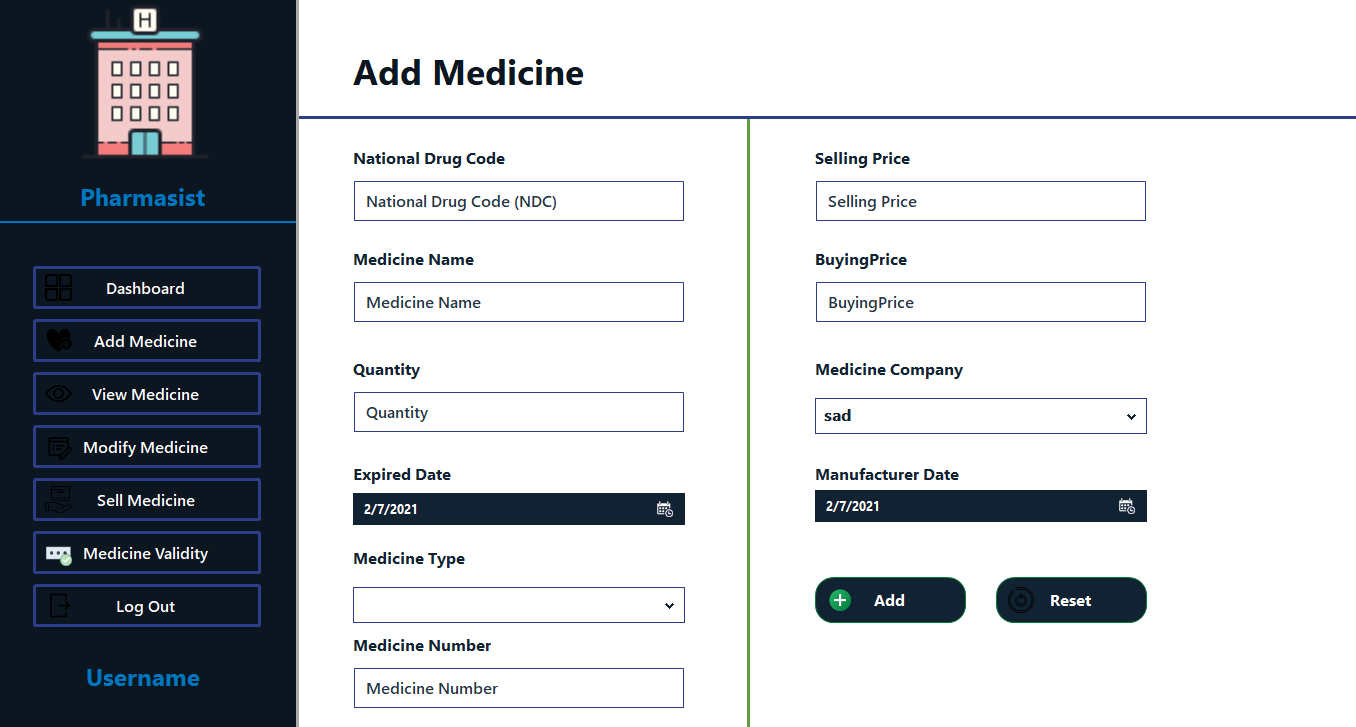 H
Pharmasist
Dashboard
Add Medicine
View Medicine
Modify Medicine
Sell Medicine
Medicine Validity
Log Out
Username
Add Medicine
National Drug Code
National Drug Code (NDC)
Medicine Name
Medicine Name
Quantity
Quantity
Expired Date
2/7/2021
Medicine Type
Medicine Number
Medicine Number
Selling Price
Selling Price
BuyingPrice
BuyingPrice
Medicine Company
sad
Manufacturer Date
2/7/2021
Add
Reset